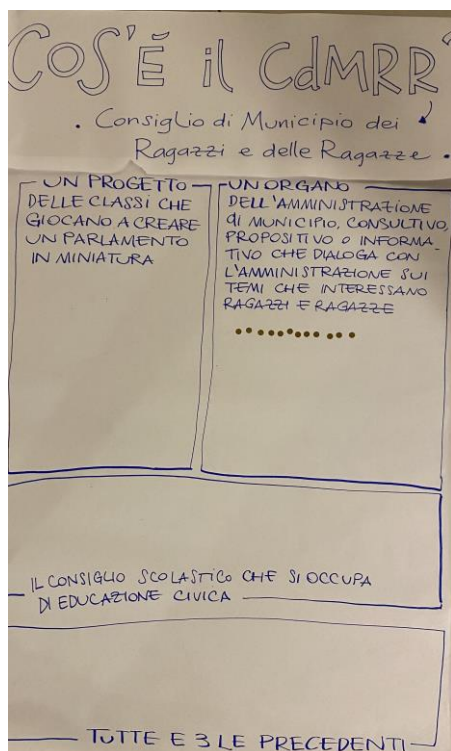 COS'È il CdMRR?
. Consiglio di Municipio dei
Ragazzi e delle Ragazze.
UN PROGETTO
DELLE CLASSI CHE
GIOCANO A CREARE
UN PARLAMENTO
IN MINIATURA
UN ORGANO
DELL'AMMINISTRAZIONE
di MUNICIPIO, CONSULTIVO,
PROPOSITIVO O INFORMA-
TIVO CHE DIALOGA CON
L'AMMINISTRAZIONE SUI
TEMI CHE INTERESSANO
RAGAZZI E RAGAZZE
IL CONSIGLIO SCOLASTICO CHE SI OCCUPA
DI EDUCAZIONE CIVICA
TUTTE E 3 LE PRECEDENTI